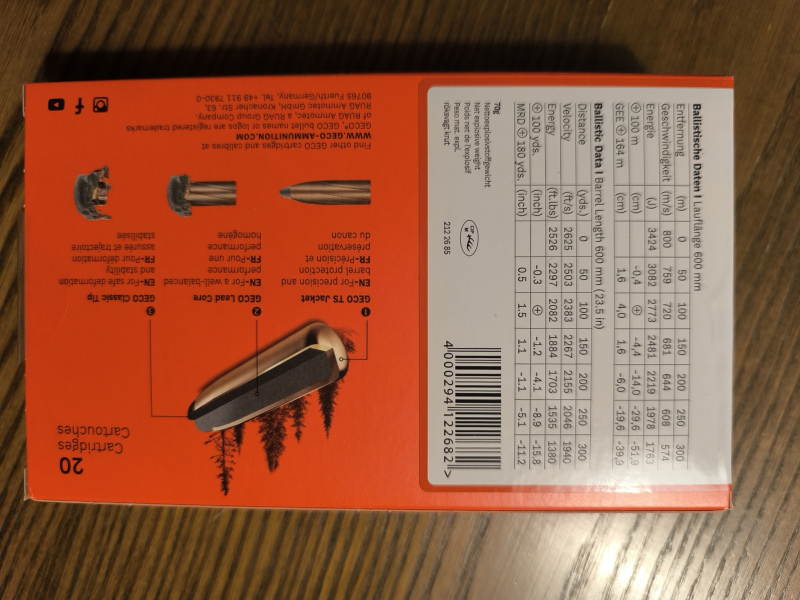 Ballistische Daten I Lauflänge 600 mm
Entfernung (m) 0 50 100 150 200 250 300
Geschwindigkeit (m/s) 800 759 720 681 644 608 574
Energie (J) 3424 3082 2773 2481 2219 1978 1763
⊕ 100 m (cm) -0,4 ⊕ -4,4 -14,0 -29,6 -51,9
GEE ⊕ 164 m (cm) 1,6 4,0 1,6 -6,0 -19,6 -39,9
Ballistic Data I Barrel Length 600 mm (23,5 in)
Distance (yds.) 0 50 100 150 200 250 300
Velocity (ft/s) 2625 2503 2383 2267 2155 2046 1940
Energy (ft.lbs) 2526 2297 2082 1884 1703 1535 1380
⊕ 100 yds. (inch) -0.3 ⊕ -1.2 -4.1 -8.9 -15.8
MRD ⊕ 180 yds. (inch) 0.5 1.5 1.1 -1.1 -5.1 -11.2
Nettoexplosivstoffgewicht
Net explosive weight
Poids net de l'explosif
Peso mat. expl.
röksvagt krut
70g
212 26 85
4 000294 122682 >
20
Cartridges
Cartouches
1
GECO TS Jacket
EN-For precision and
barrel protection
FR-Précision et
préservation
du canon
2
GECO Lead Core
EN-For a well-balanced
performance
FR-Pour une
performance
homogène
3
GECO Classic Tip
EN-For safe deformation
and stability
FR-Pour déformation
assurée et trajectoire
stabilisée
Find other GECO cartridges and calibres at
WWW.GECO-AMMUNITION.COM
GECO®, GECO bullet names or logos are registered trademarks
of RUAG Ammotec, a RUAG Group Company.
RUAG Ammotec GmbH, Kronacher Str. 63,
90765 Fuerth/Germany, Tel. +49 911 7930-0